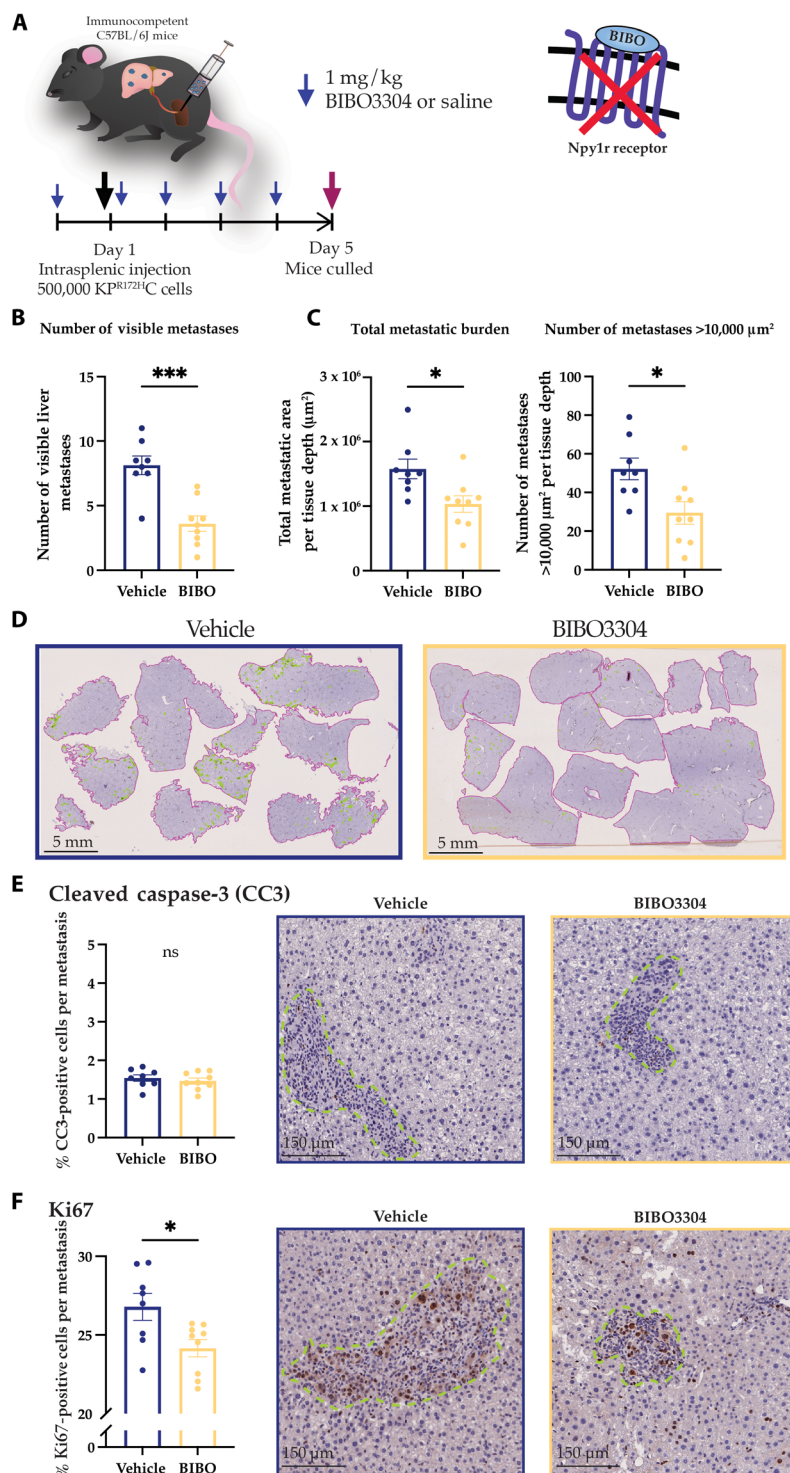 A
Immunocompetent
C57BL/6J mice
1 mg/kg
BIBO3304 or saline
BIBO
Npy1r receptor
Day 1
Intrasplenic injection
500,000 KPᴿ¹⁷²ᴴC cells
Day 5
Mice culled
B
Number of visible metastases
Number of visible liver
metastases
15
10
5
0
***
Vehicle
BIBO
C
Total metastatic burden
Total metastatic area
per tissue depth (µm²)
3 x 10⁶
2 x 10⁶
1 x 10⁶
0
*
Vehicle
BIBO
Number of metastases >10,000 µm²
Number of metastases
>10,000 µm² per tissue depth
100
80
60
40
20
0
*
Vehicle
BIBO
D
Vehicle
5 mm
BIBO3304
5 mm
E
Cleaved caspase-3 (CC3)
% CC3-positive cells per metastasis
5
4
3
2
1
0
ns
Vehicle
BIBO
Vehicle
150 µm
BIBO3304
150 µm
F
Ki67
% Ki67-positive cells per metastasis
30
25
20
0
*
Vehicle
BIBO
Vehicle
150 µm
BIBO3304
150 µm